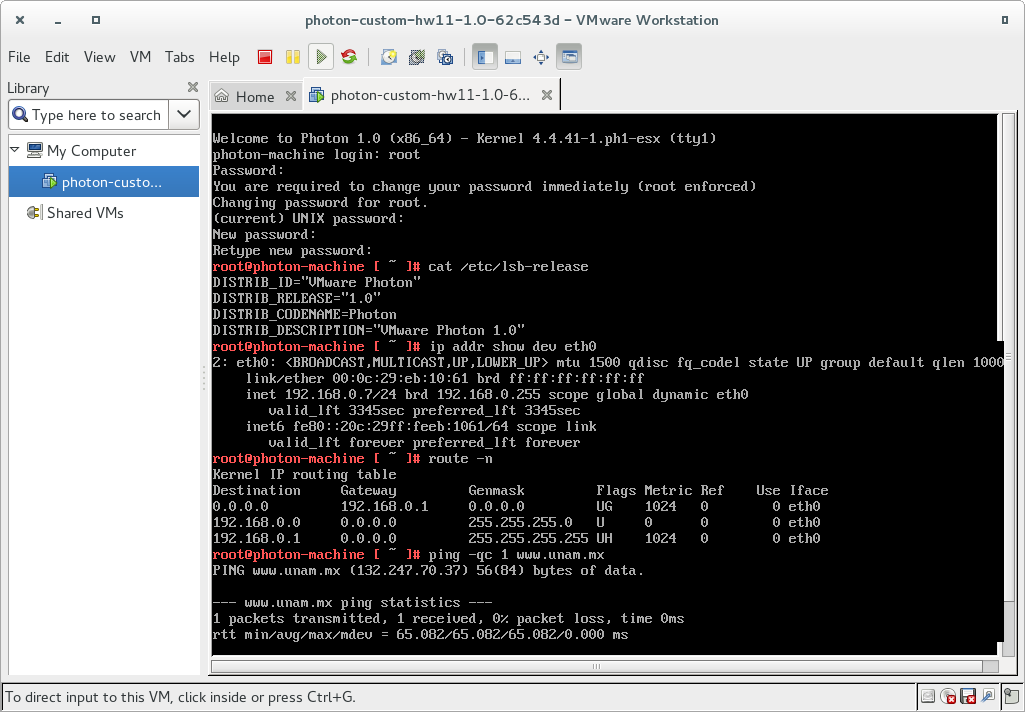 photon-custom-hw11-1.0-62c543d - VMware Workstation
File Edit View VM Tabs Help
Library
Home
photon-custom-hw11-1.0-6...
Type here to search
My Computer
photon-custo...
Shared VMs
Welcome to Photon 1.0 (x86_64) - Kernel 4.4.41-1.ph1-esx (tty1)
photon-machine login: root
Password:
You are required to change your password immediately (root enforced)
Changing password for root.
(current) UNIX password:
New password:
Retype new password:
root@photon-machine [ ~ ]# cat /etc/lsb-release
DISTRIB_ID="VMware Photon"
DISTRIB_RELEASE="1.0"
DISTRIB_CODENAME=Photon
DISTRIB_DESCRIPTION="VMware Photon 1.0"
root@photon-machine [ ~ ]# ip addr show dev eth0
2: eth0: <BROADCAST,MULTICAST,UP,LOWER_UP> mtu 1500 qdisc fq_codel state UP group default qlen 1000
link/ether 00:0c:29:eb:10:61 brd ff:ff:ff:ff:ff:ff
inet 192.168.0.7/24 brd 192.168.0.255 scope global dynamic eth0
valid_lft 3345sec preferred_lft 3345sec
inet6 fe80::20c:29ff:feeb:1061/64 scope link
valid_lft forever preferred_lft forever
root@photon-machine [ ~ ]# route -n
Kernel IP routing table
Destination Gateway Genmask Flags Metric Ref Use Iface
0.0.0.0 192.168.0.1 0.0.0.0 UG 1024 0 0 eth0
192.168.0.0 0.0.0.0 255.255.255.0 U 0 0 0 eth0
192.168.0.1 0.0.0.0 255.255.255.255 UH 1024 0 0 eth0
root@photon-machine [ ~ ]# ping -qc 1 www.unam.mx
PING www.unam.mx (132.247.70.37) 56(84) bytes of data.
--- www.unam.mx ping statistics ---
1 packets transmitted, 1 received, 0% packet loss, time 0ms
rtt min/avg/max/mdev = 65.082/65.082/65.082/0.000 ms
To direct input to this VM, click inside or press Ctrl+G.